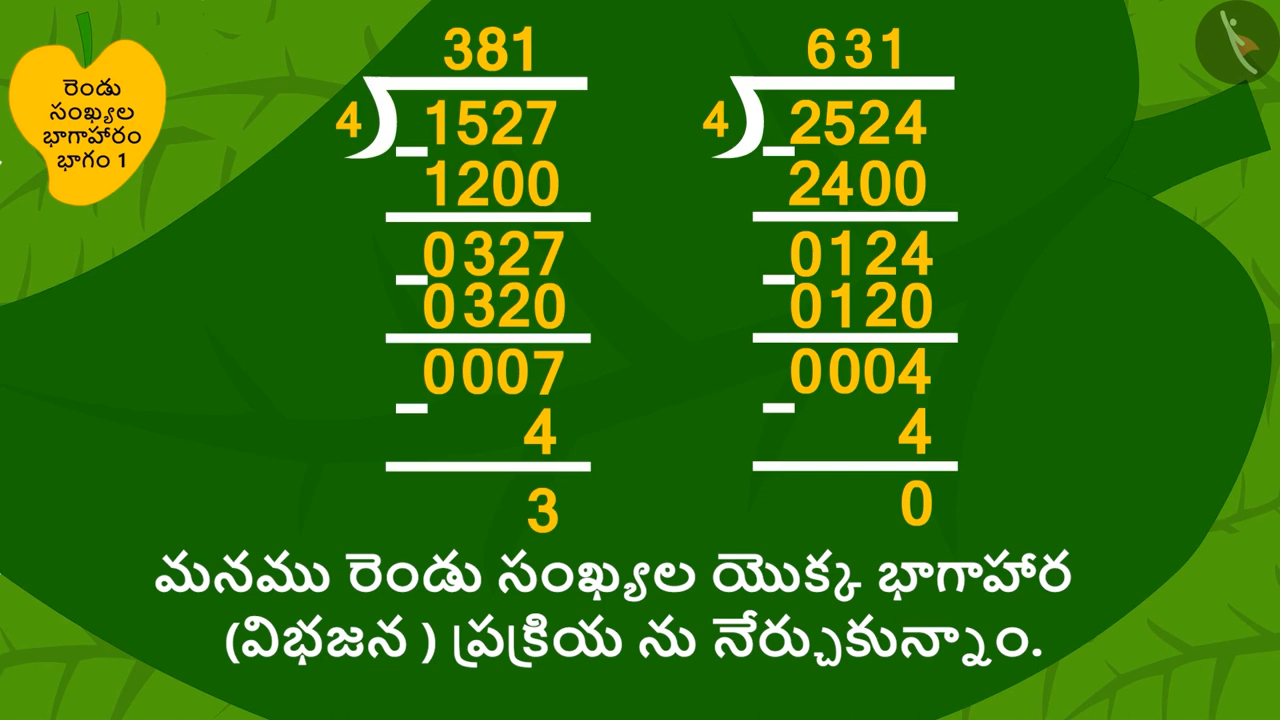 రెండు
సంఖ్యల
భాగాహారం
భాగం 1
381
4 1527
1200
0327
0320
0007
4
3
631
4 2524
2400
0124
0120
0004
4
0
మనము రెండు సంఖ్యల యొక్క భాగాహార
(విభజన ) ప్రక్రియ ను నేర్చుకున్నాం.